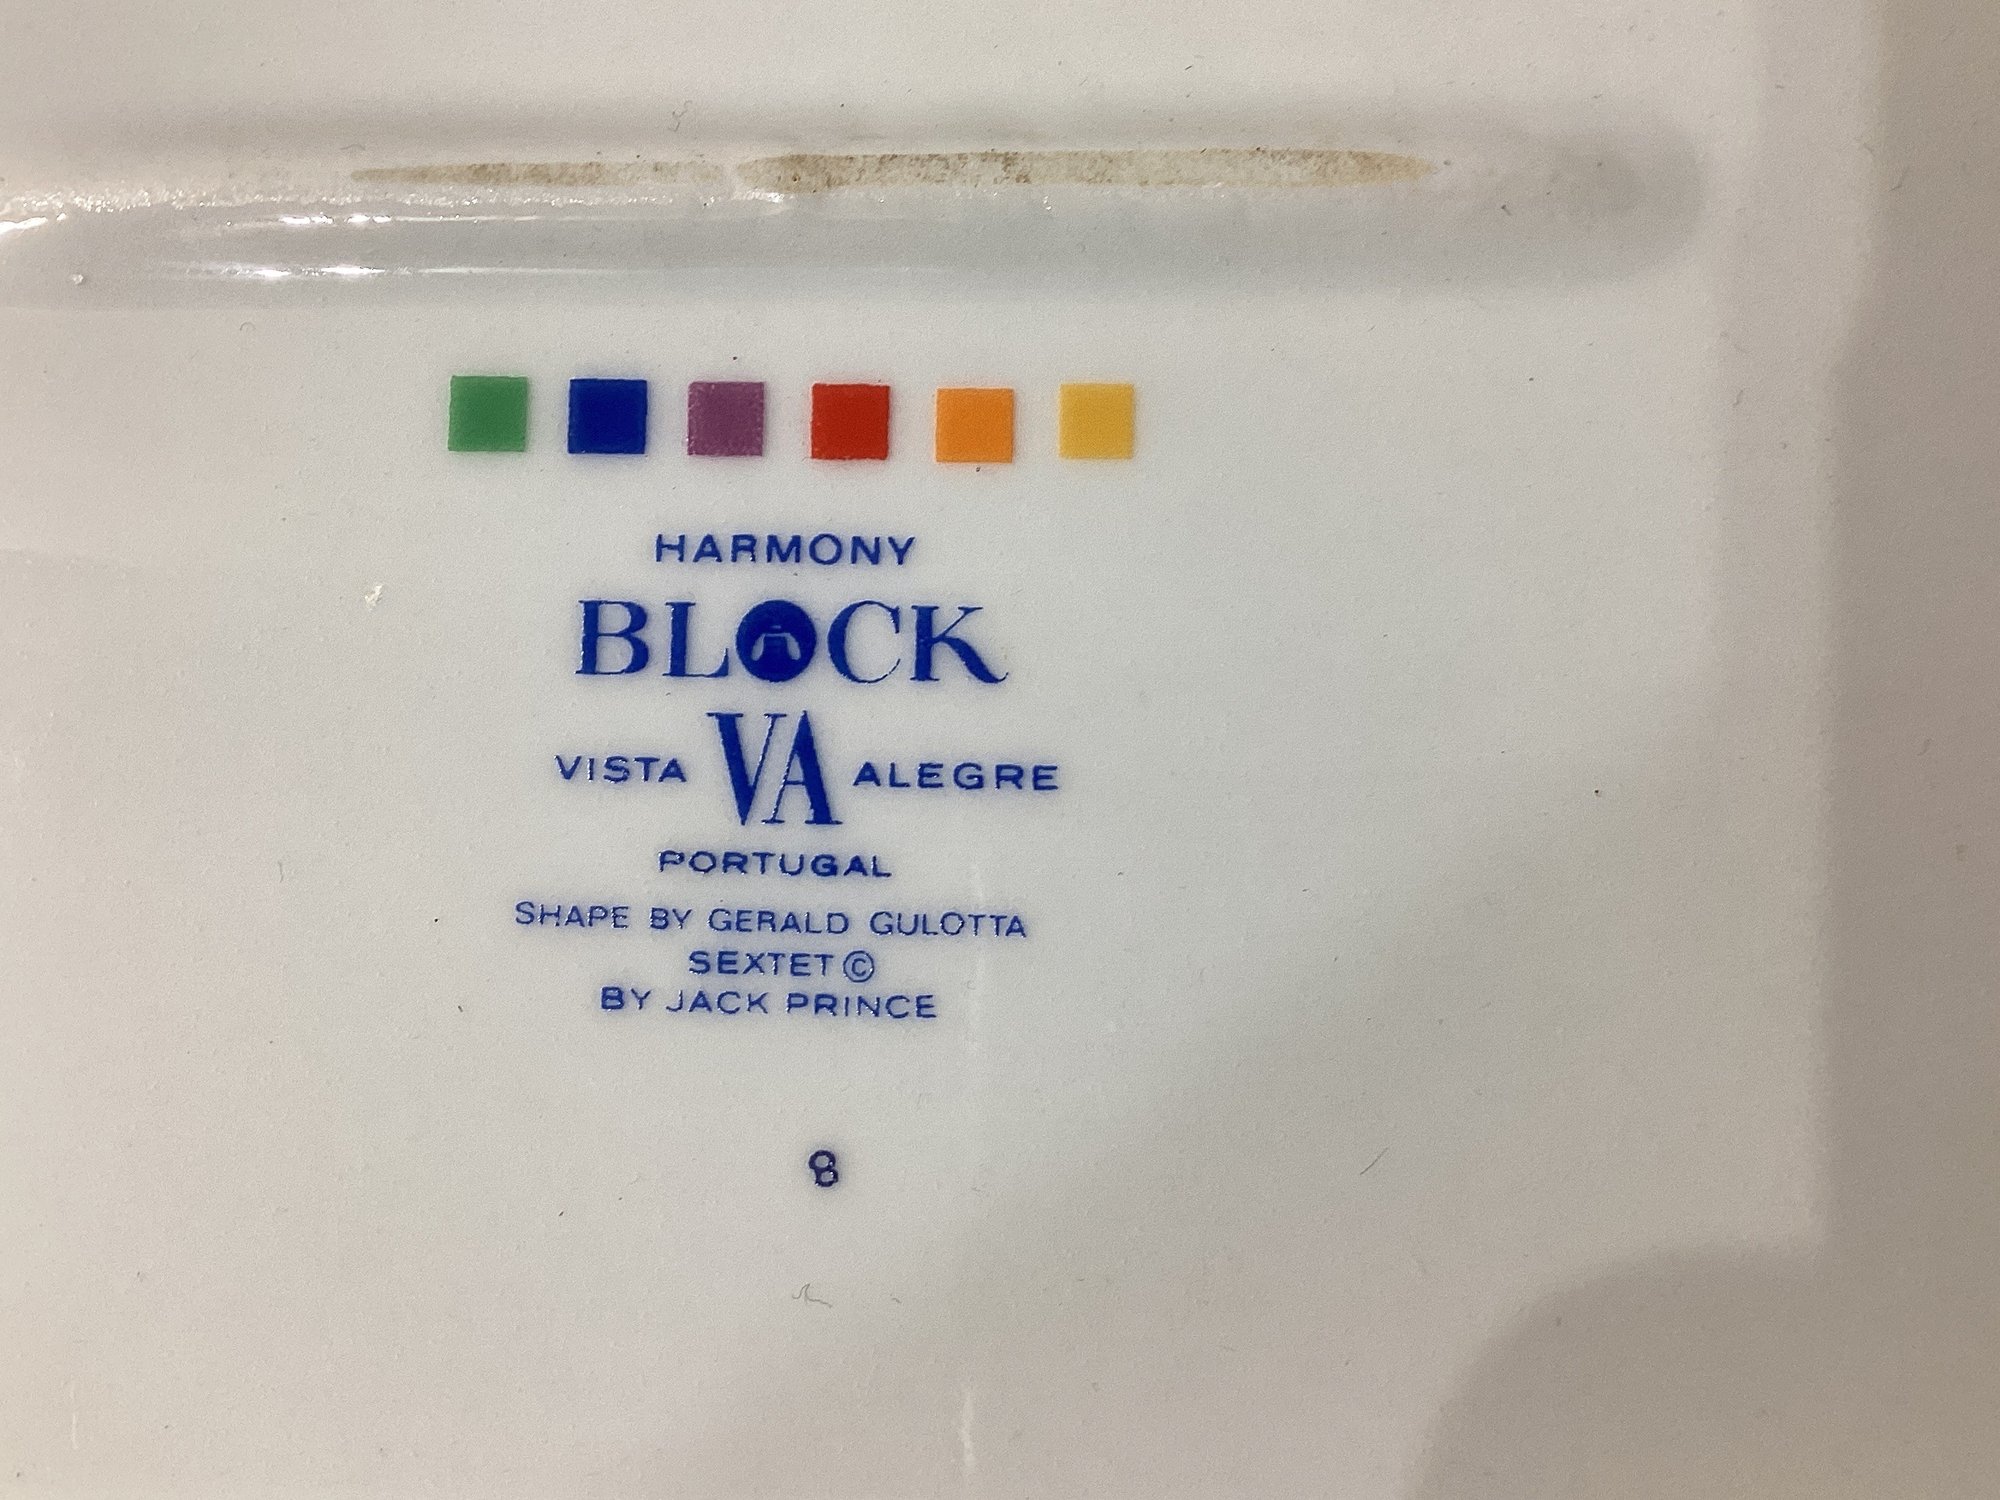 HARMONY
BLOCK
VISTA VA ALEGRE
PORTUGAL
SHAPE BY GERALD GULOTTA
SEXTET©
BY JACK PRINCE
8